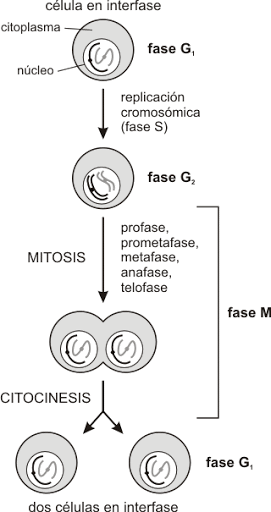 célula en interfase
citoplasma
fase G₁
núcleo
replicación
cromosómica
(fase S)
fase G₂
MITOSIS
profase,
prometafase,
metafase,
anafase,
telofase
fase M
CITOCINESIS
fase G₁
dos células en interfase